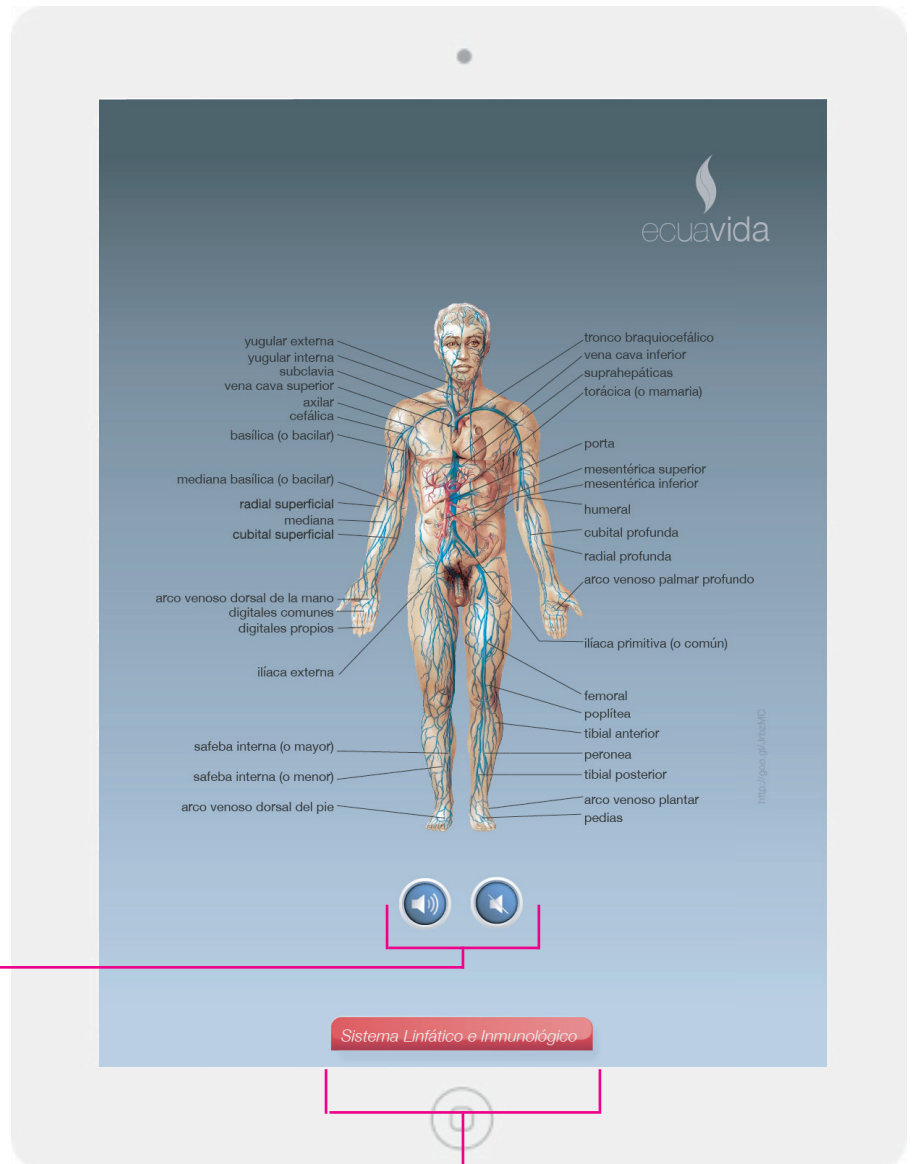 ecuavida
yugular externa
yugular interna
subclavia
vena cava superior
axilar
cefálica
basílica (o bacilar)
mediana basílica (o bacilar)
radial superficial
mediana
cubital superficial
arco venoso dorsal de la mano
digitales comunes
digitales propios
ilíaca externa
safeba interna (o mayor)
safeba interna (o menor)
arco venoso dorsal del pie
tronco braquiocefálico
vena cava inferior
suprahepáticas
torácica (o mamaria)
porta
mesentérica superior
mesentérica inferior
humeral
cubital profunda
radial profunda
arco venoso palmar profundo
ilíaca primitiva (o común)
femoral
poplítea
tibial anterior
peronea
tibial posterior
arco venoso plantar
pedias
Sistema Linfático e Inmunológico